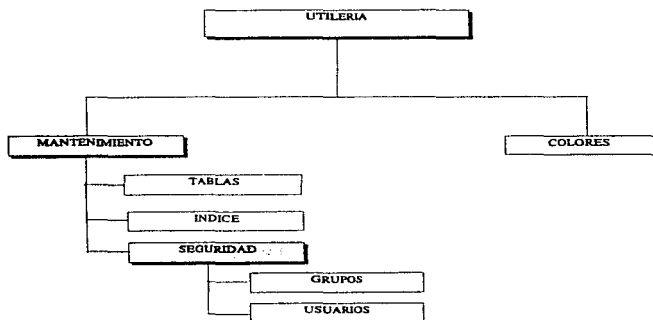 UTILERIA
MANTENIMIENTO
COLORES
TABLAS
INDICE
SEGURIDAD
GRUPOS
USUARIOS